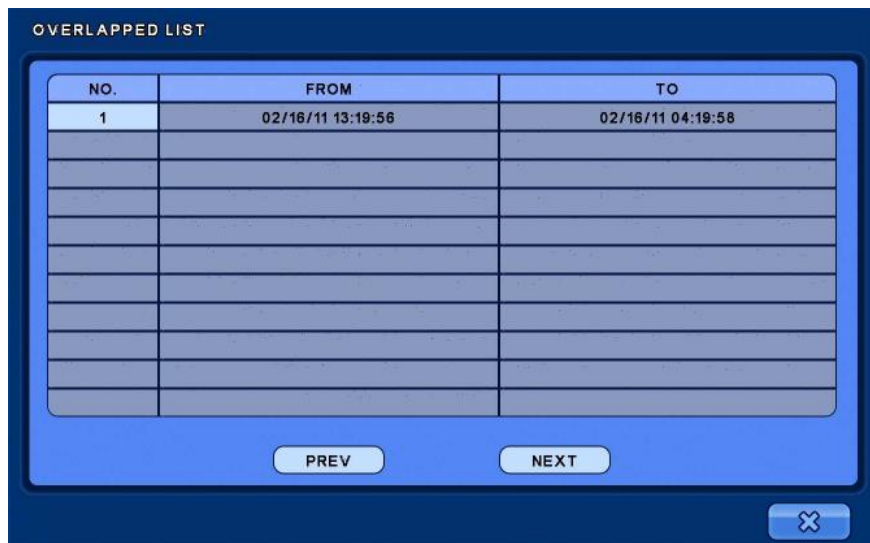 OVERLAPPED LIST
NO. FROM TO
1 02/16/11 13:19:56 02/16/11 04:19:58
PREV NEXT